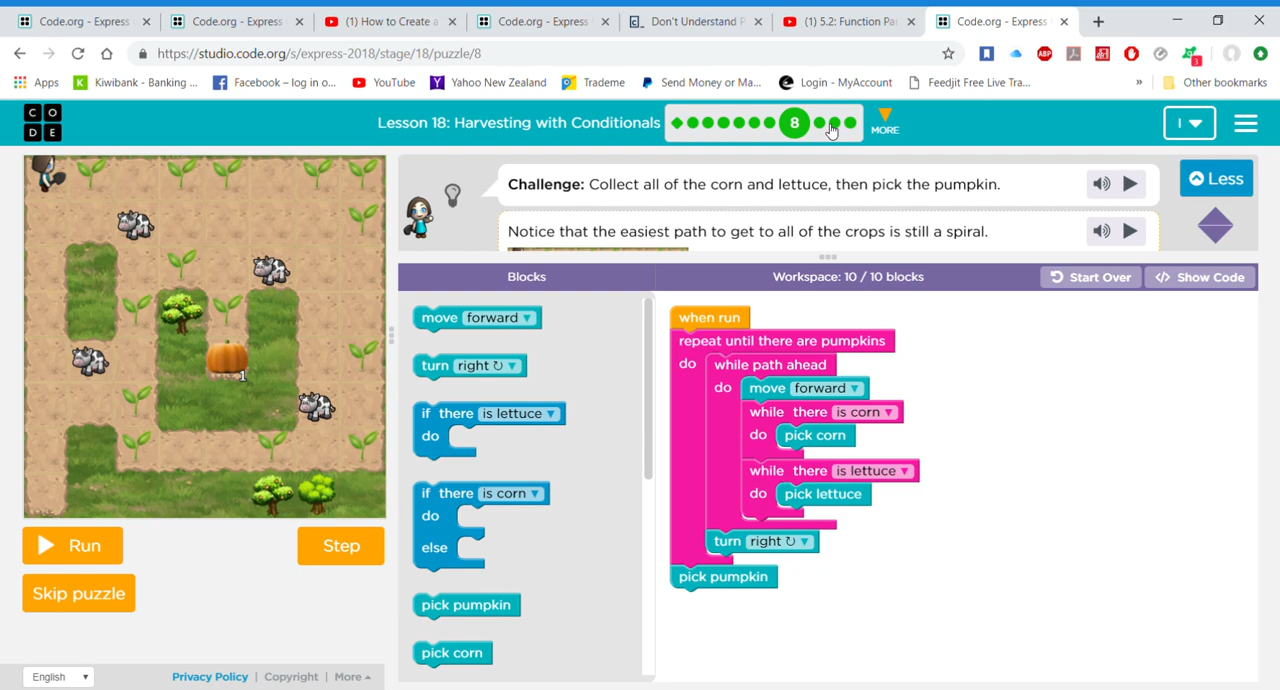 Code.org - Express
Code.org - Express
(1) How to Create a
Code.org - Express
Don't Understand P
(1) 5.2: Function Pa
Code.org - Express
https://studio.code.org/s/express-2018/stage/18/puzzle/8
ABP
3
Apps
Kiwibank - Banking ...
Facebook – log in o...
YouTube
Yahoo New Zealand
Trademe
Send Money or Ma...
Login - MyAccount
Feedjit Free Live Tra...
»
Other bookmarks
C O
D E
Lesson 18: Harvesting with Conditionals
8
MORE
I
Challenge: Collect all of the corn and lettuce, then pick the pumpkin.
Less
Notice that the easiest path to get to all of the crops is still a spiral.
Blocks
Workspace: 10 / 10 blocks
Start Over
</> Show Code
move forward
turn right
if there is lettuce
do
if there is corn
do
else
pick pumpkin
pick corn
when run
repeat until there are pumpkins
do
while path ahead
do
move forward
while there is corn
do pick corn
while there is lettuce
do pick lettuce
turn right
pick pumpkin
1
Run
Step
Skip puzzle
English
Privacy Policy | Copyright | More